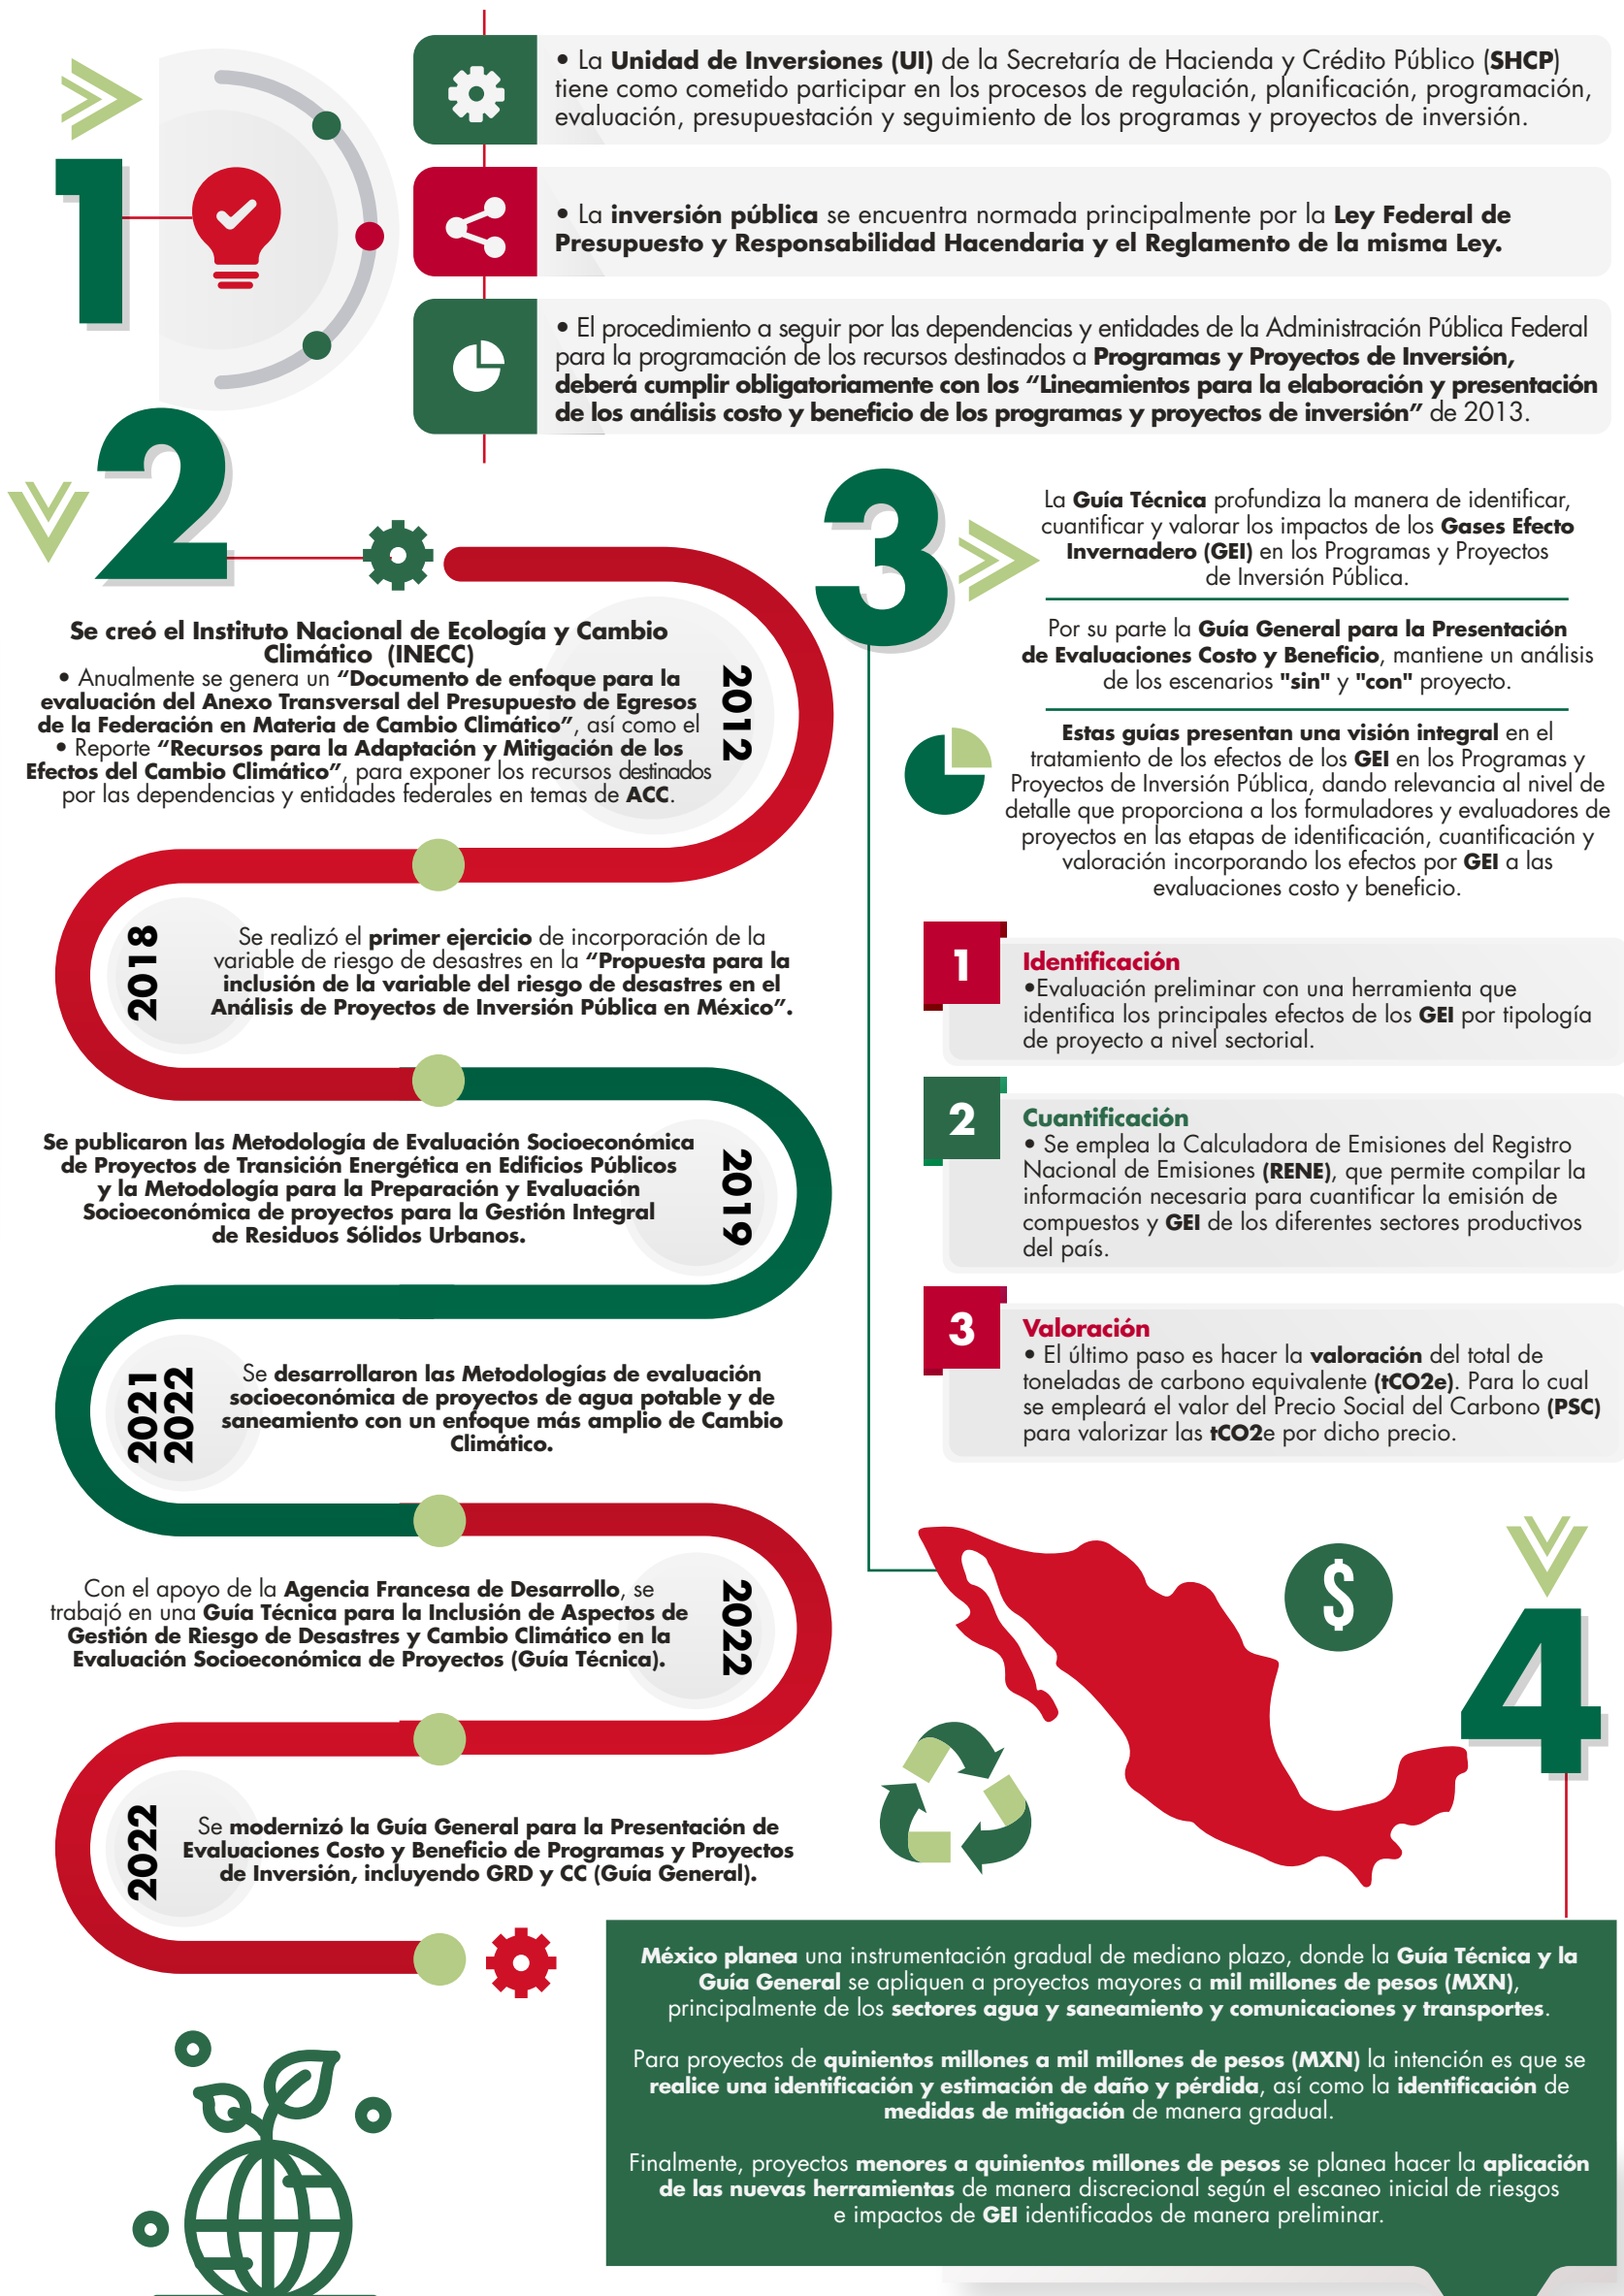 1
• La Unidad de Inversiones (UI) de la Secretaría de Hacienda y Crédito Público (SHCP)
tiene como cometido participar en los procesos de regulación, planificación, programación,
evaluación, presupuestación y seguimiento de los programas y proyectos de inversión.
• La inversión pública se encuentra normada principalmente por la Ley Federal de
Presupuesto y Responsabilidad Hacendaria y el Reglamento de la misma Ley.
• El procedimiento a seguir por las dependencias y entidades de la Administración Pública Federal
para la programación de los recursos destinados a Programas y Proyectos de Inversión,
deberá cumplir obligatoriamente con los “Lineamientos para la elaboración y presentación
de los análisis costo y beneficio de los programas y proyectos de inversión” de 2013.
2
Se creó el Instituto Nacional de Ecología y Cambio
Climático (INECC)
• Anualmente se genera un “Documento de enfoque para la
evaluación del Anexo Transversal del Presupuesto de Egresos
de la Federación en Materia de Cambio Climático”, así como el
• Reporte “Recursos para la Adaptación y Mitigación de los
Efectos del Cambio Climático”, para exponer los recursos destinados
por las dependencias y entidades federales en temas de ACC.
2012
2018
Se realizó el primer ejercicio de incorporación de la
variable de riesgo de desastres en la “Propuesta para la
inclusión de la variable del riesgo de desastres en el
Análisis de Proyectos de Inversión Pública en México”.
Se publicaron las Metodología de Evaluación Socioeconómica
de Proyectos de Transición Energética en Edificios Públicos
y la Metodología para la Preparación y Evaluación
Socioeconómica de proyectos para la Gestión Integral
de Residuos Sólidos Urbanos.
2019
2021
2022
Se desarrollaron las Metodologías de evaluación
socioeconómica de proyectos de agua potable y de
saneamiento con un enfoque más amplio de Cambio
Climático.
Con el apoyo de la Agencia Francesa de Desarrollo, se
trabajó en una Guía Técnica para la Inclusión de Aspectos de
Gestión de Riesgo de Desastres y Cambio Climático en la
Evaluación Socioeconómica de Proyectos (Guía Técnica).
2022
2022
Se modernizó la Guía General para la Presentación de
Evaluaciones Costo y Beneficio de Programas y Proyectos
de Inversión, incluyendo GRD y CC (Guía General).
3
La Guía Técnica profundiza la manera de identificar,
cuantificar y valorar los impactos de los Gases Efecto
Invernadero (GEI) en los Programas y Proyectos
de Inversión Pública.
Por su parte la Guía General para la Presentación
de Evaluaciones Costo y Beneficio, mantiene un análisis
de los escenarios "sin" y "con" proyecto.
Estas guías presentan una visión integral en el
tratamiento de los efectos de los GEI en los Programas y
Proyectos de Inversión Pública, dando relevancia al nivel de
detalle que proporciona a los formuladores y evaluadores de
proyectos en las etapas de identificación, cuantificación y
valoración incorporando los efectos por GEI a las
evaluaciones costo y beneficio.
1
Identificación
•Evaluación preliminar con una herramienta que
identifica los principales efectos de los GEI por tipología
de proyecto a nivel sectorial.
2
Cuantificación
• Se emplea la Calculadora de Emisiones del Registro
Nacional de Emisiones (RENE), que permite compilar la
información necesaria para cuantificar la emisión de
compuestos y GEI de los diferentes sectores productivos
del país.
3
Valoración
• El último paso es hacer la valoración del total de
toneladas de carbono equivalente (tCO2e). Para lo cual
se empleará el valor del Precio Social del Carbono (PSC)
para valorizar las tCO2e por dicho precio.
$
4
México planea una instrumentación gradual de mediano plazo, donde la Guía Técnica y la
Guía General se apliquen a proyectos mayores a mil millones de pesos (MXN),
principalmente de los sectores agua y saneamiento y comunicaciones y transportes.
Para proyectos de quinientos millones a mil millones de pesos (MXN) la intención es que se
realice una identificación y estimación de daño y pérdida, así como la identificación de
medidas de mitigación de manera gradual.
Finalmente, proyectos menores a quinientos millones de pesos se planea hacer la aplicación
de las nuevas herramientas de manera discrecional según el escaneo inicial de riesgos
e impactos de GEI identificados de manera preliminar.